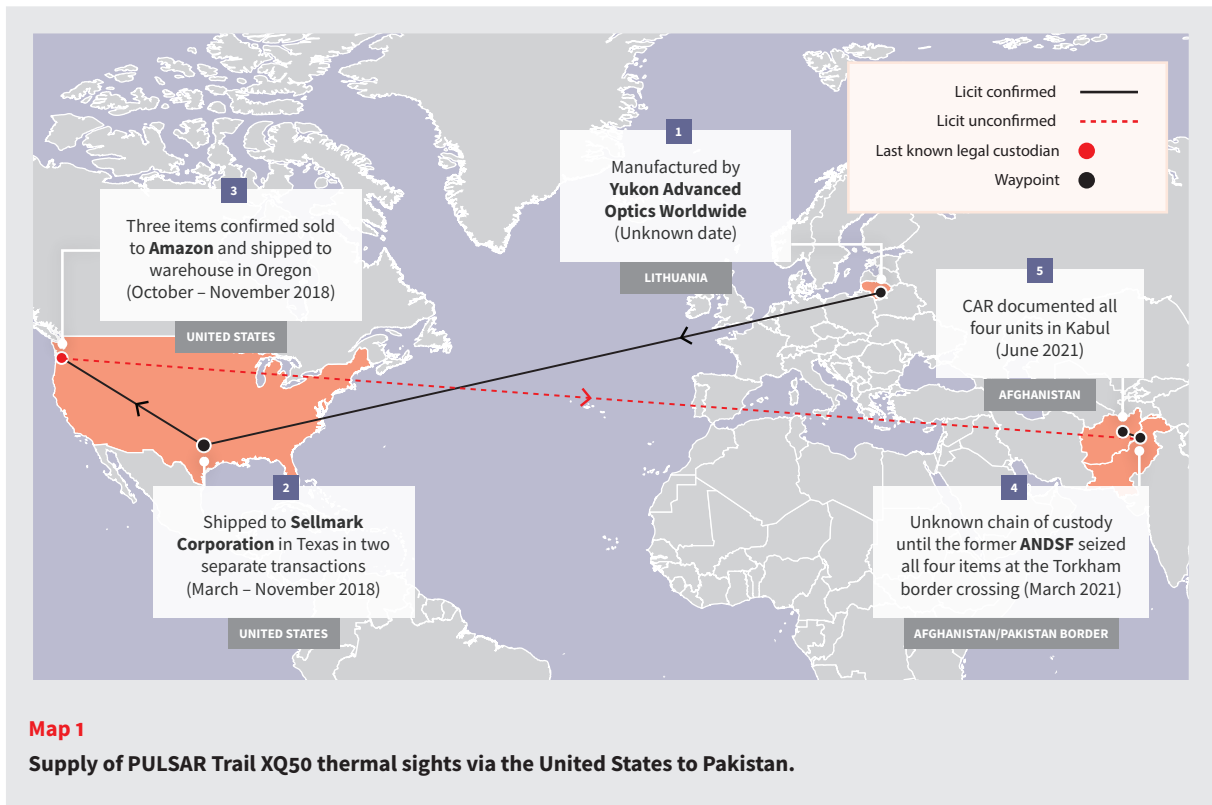 Licit confirmed
Licit unconfirmed
Last known legal custodian
Waypoint
1
Manufactured by
Yukon Advanced
Optics Worldwide
(Unknown date)
LITHUANIA
2
Shipped to Sellmark
Corporation in Texas in two
separate transactions
(March – November 2018)
UNITED STATES
3
Three items confirmed sold
to Amazon and shipped to
warehouse in Oregon
(October – November 2018)
UNITED STATES
4
Unknown chain of custody
until the former ANDSF seized
all four items at the Torkham
border crossing (March 2021)
AFGHANISTAN/PAKISTAN BORDER
5
CAR documented all
four units in Kabul
(June 2021)
AFGHANISTAN
Map 1
Supply of PULSAR Trail XQ50 thermal sights via the United States to Pakistan.